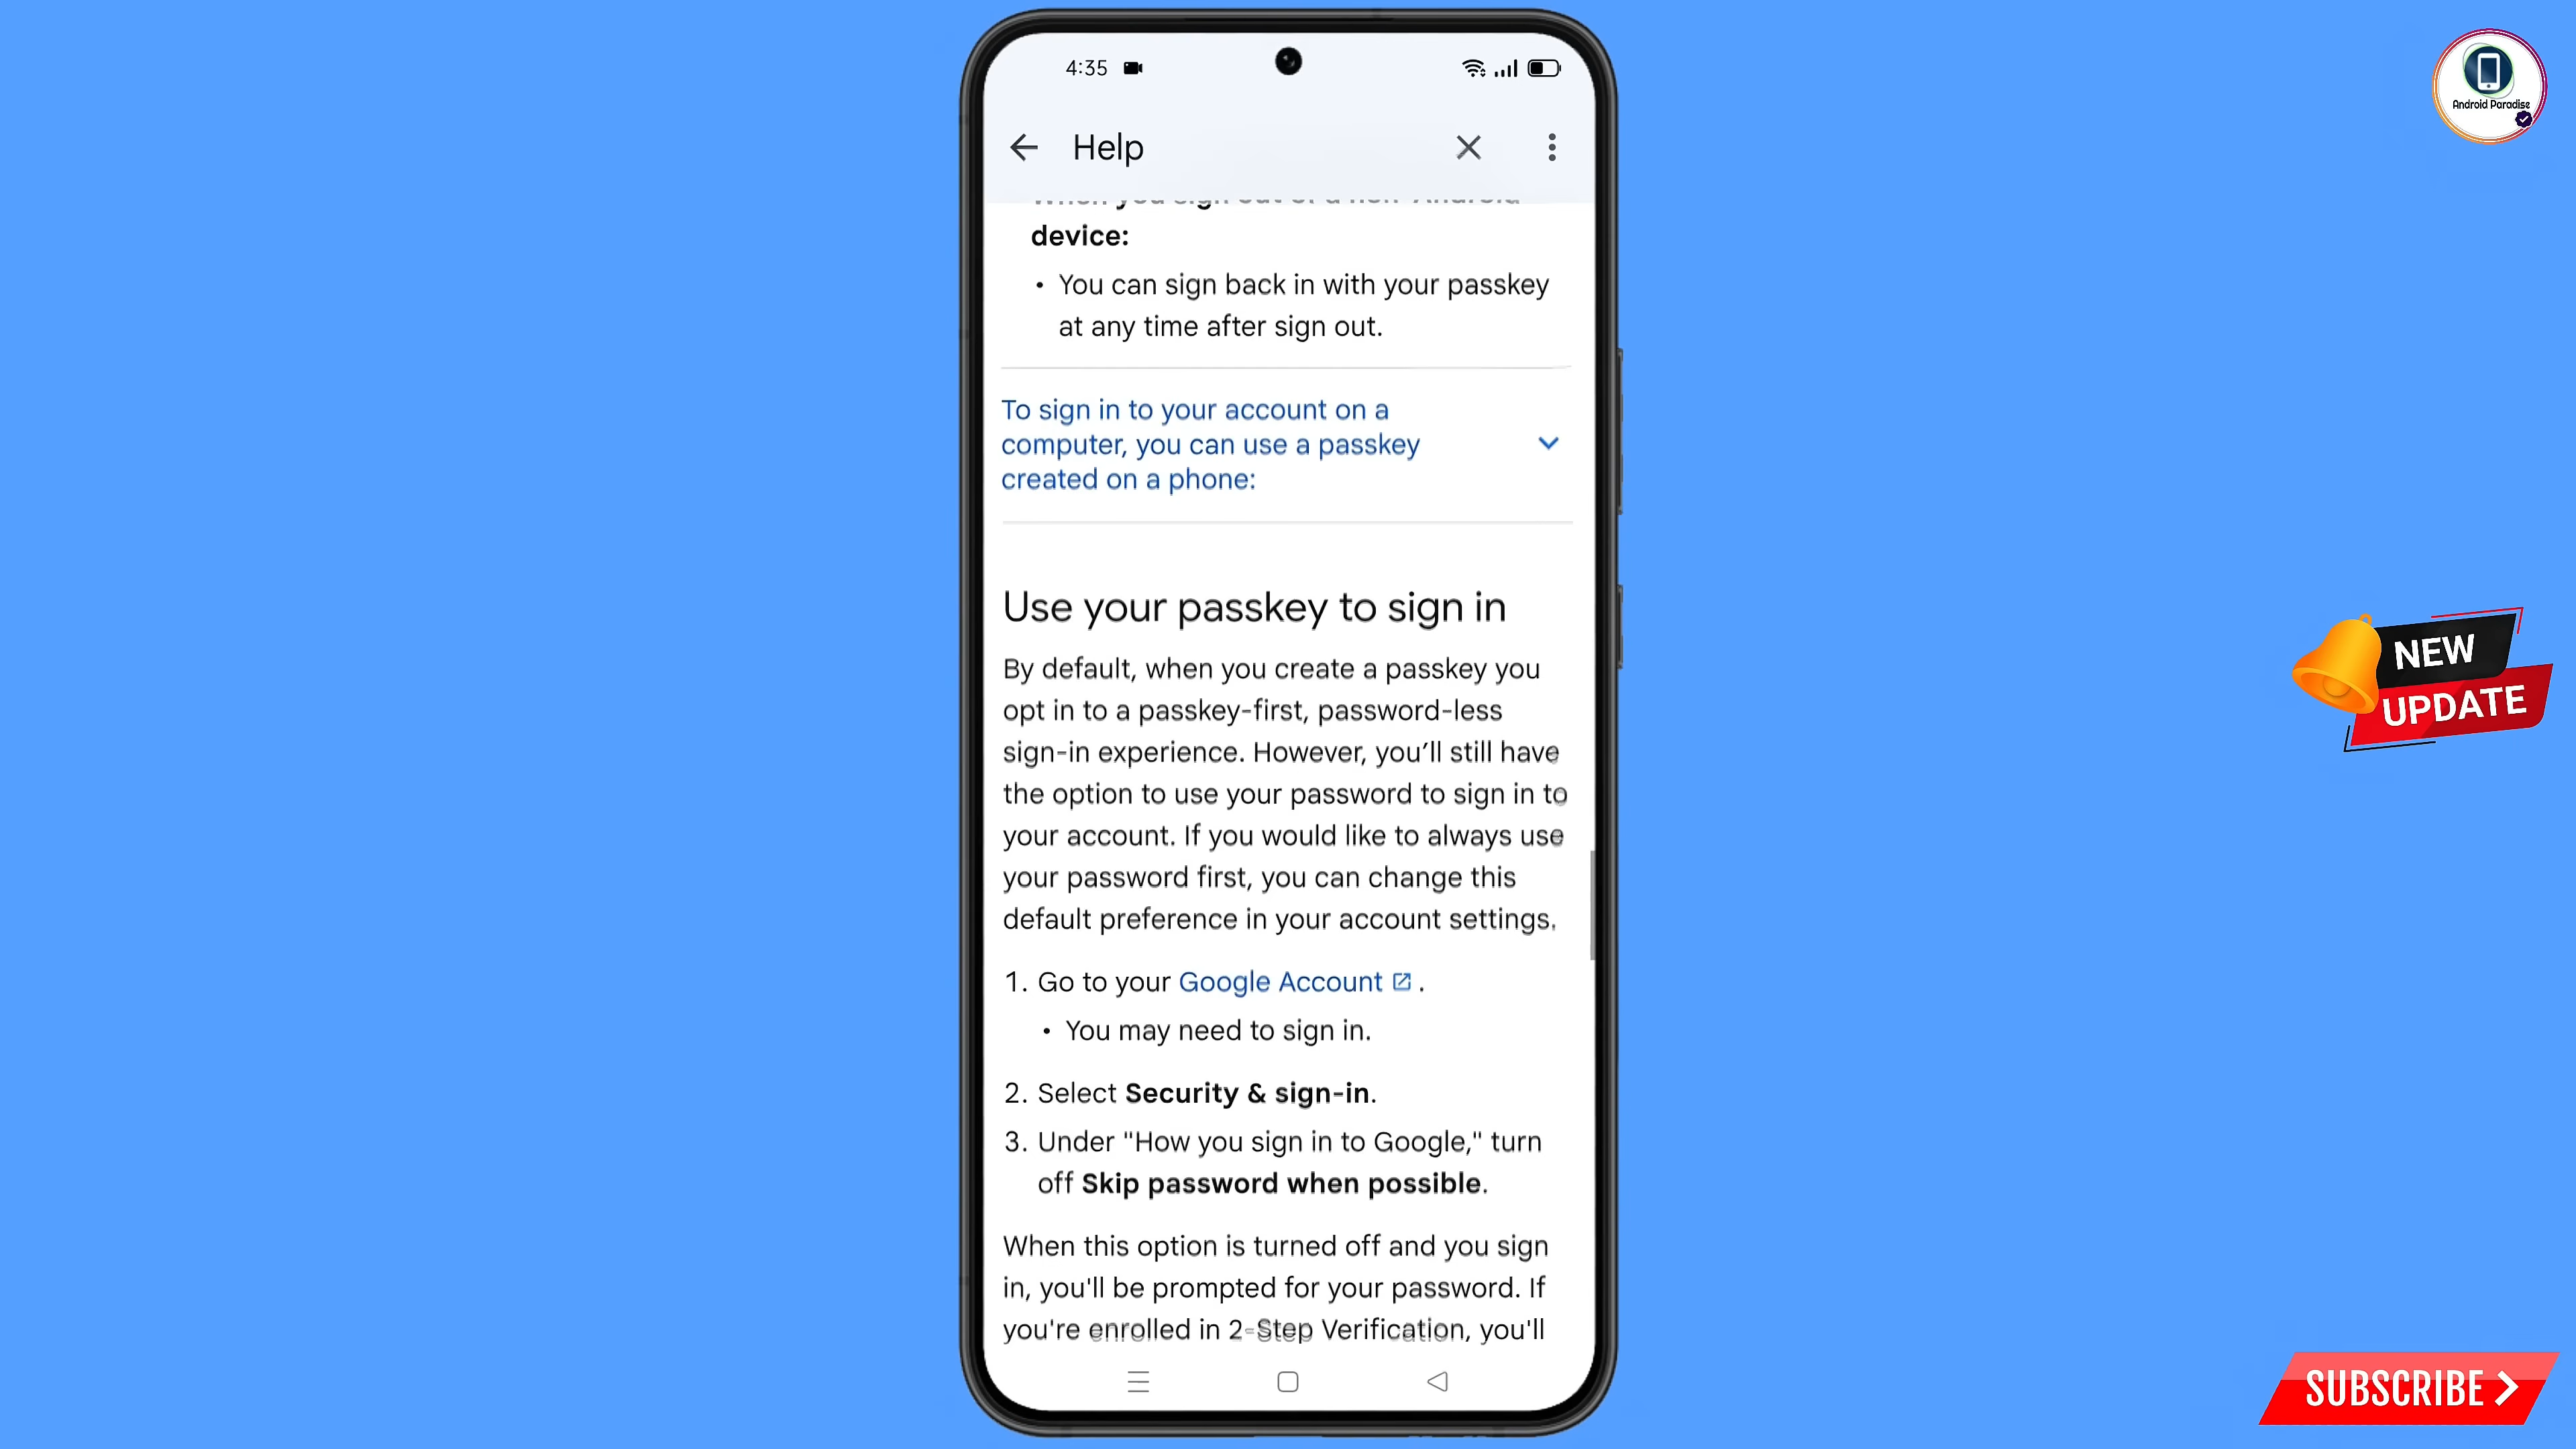 4:35
Android Paradise
Help
When you sign out of a non-Android
device:
• You can sign back in with your passkey
at any time after sign out.
To sign in to your account on a
computer, you can use a passkey
created on a phone:
Use your passkey to sign in
By default, when you create a passkey you
opt in to a passkey-first, password-less
sign-in experience. However, you’ll still have
the option to use your password to sign in to
your account. If you would like to always use
your password first, you can change this
default preference in your account settings.
1. Go to your Google Account .
• You may need to sign in.
2. Select Security & sign-in.
3. Under "How you sign in to Google," turn
off Skip password when possible.
When this option is turned off and you sign
in, you'll be prompted for your password. If
you're enrolled in 2-Step Verification, you'll
NEW
UPDATE
SUBSCRIBE